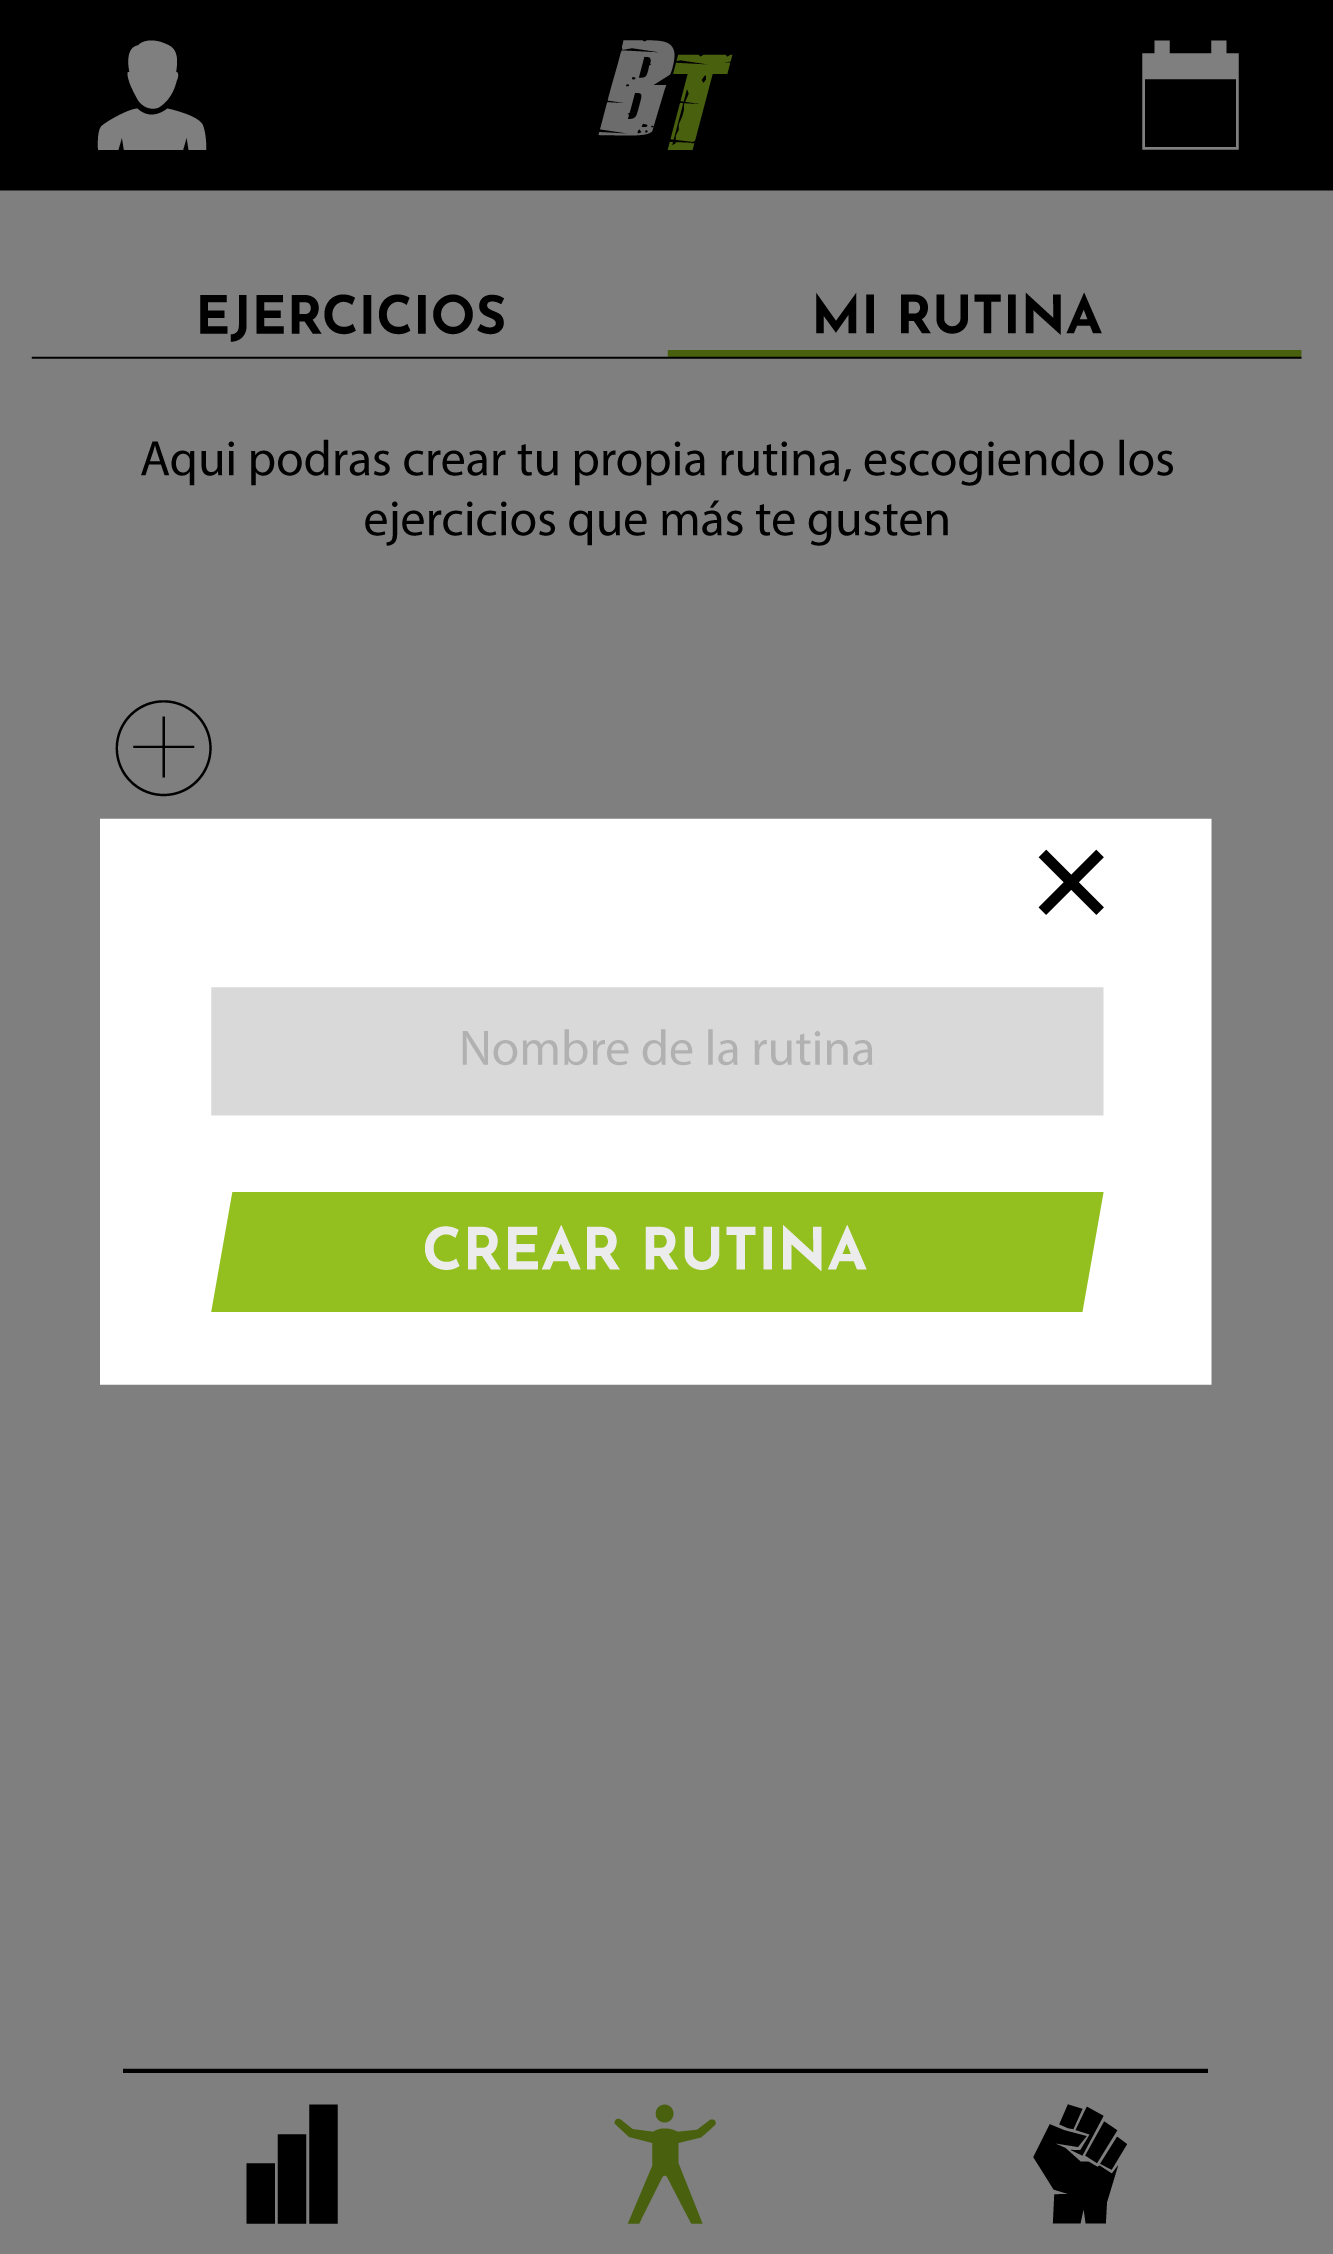 BT
EJERCICIOS
MI RUTINA
Aqui podras crear tu propia rutina, escogiendo los
ejercicios que más te gusten
Nombre de la rutina
CREAR RUTINA